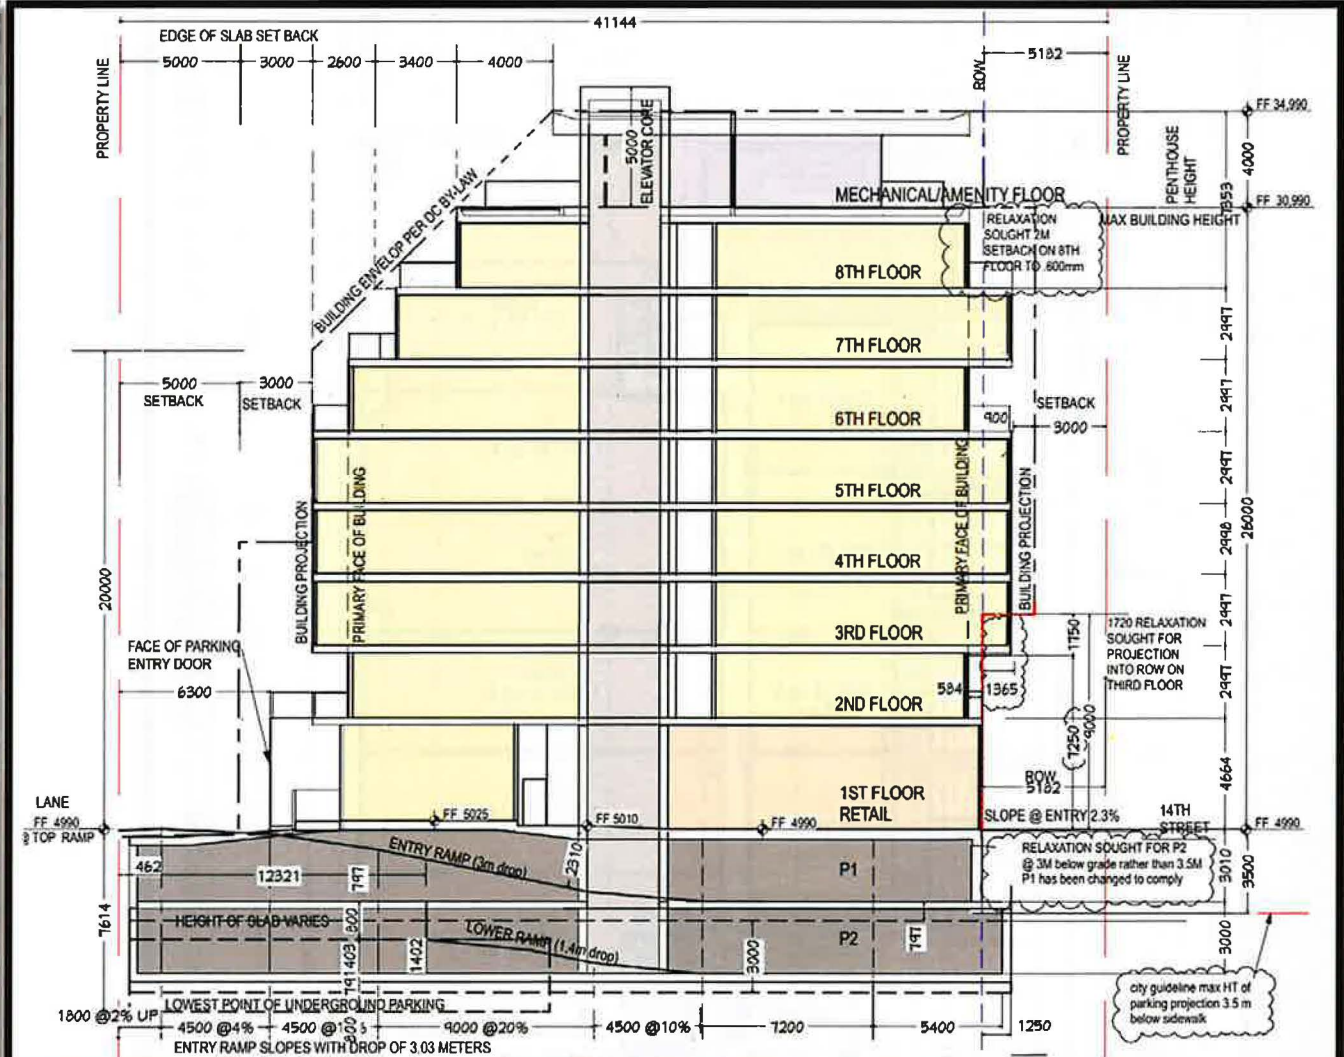 41144
EDGE OF SLAB SET BACK
5000 3000 2600 3400 4000
5182
PROPERTY LINE
ROW
PROPERTY LINE
FF 34,990
5000
ELEVATOR CORE
PENTHOUSE
HEIGHT
4000
MECHANICAL/AMENITY FLOOR
FF 30,990
MAX BUILDING HEIGHT
RELAXATION
SOUGHT 2M
SETBACK ON 8TH
FLOOR TO .600mm
BUILDING ENVELOP PER DC BY-LAW
8TH FLOOR
7TH FLOOR
2997
5000 3000
SETBACK SETBACK
6TH FLOOR
900
SETBACK
3000
2997
5TH FLOOR
2997
4TH FLOOR
2998
26000
3RD FLOOR
2997
2ND FLOOR
2997
BUILDING PROJECTION
PRIMARY FACE OF BUILDING
PRIMARY FACE OF BUILDING
BUILDING PROJECTION
20000
FACE OF PARKING
ENTRY DOOR
6300
584 1365
1750
7250
9000
1720 RELAXATION
SOUGHT FOR
PROJECTION
INTO ROW ON
THIRD FLOOR
4664
1ST FLOOR
RETAIL
ROW
5182
SLOPE @ ENTRY 2.3%
14TH
STREET
LANE
FF 4990
TOP RAMP
FF 5025
FF 5010
FF 4990
FF 4990
ENTRY RAMP (3m drop)
2310
462
12321
797
P1
RELAXATION SOUGHT FOR P2
@ 3M below grade rather than 3.5M
P1 has been changed to comply
3010
3500
7614
HEIGHT OF SLAB VARIES
800
1403
1402
LOWER RAMP (1.4m drop)
3000
P2
797
3000
city guideline max HT of
parking projection 3.5 m
below sidewalk
LOWEST POINT OF UNDERGROUND PARKING
1800 @2% UP
4500 @4% 4500 @20% 4500 @10% 7200 5400 1250
ENTRY RAMP SLOPES WITH DROP OF 3.03 METERS